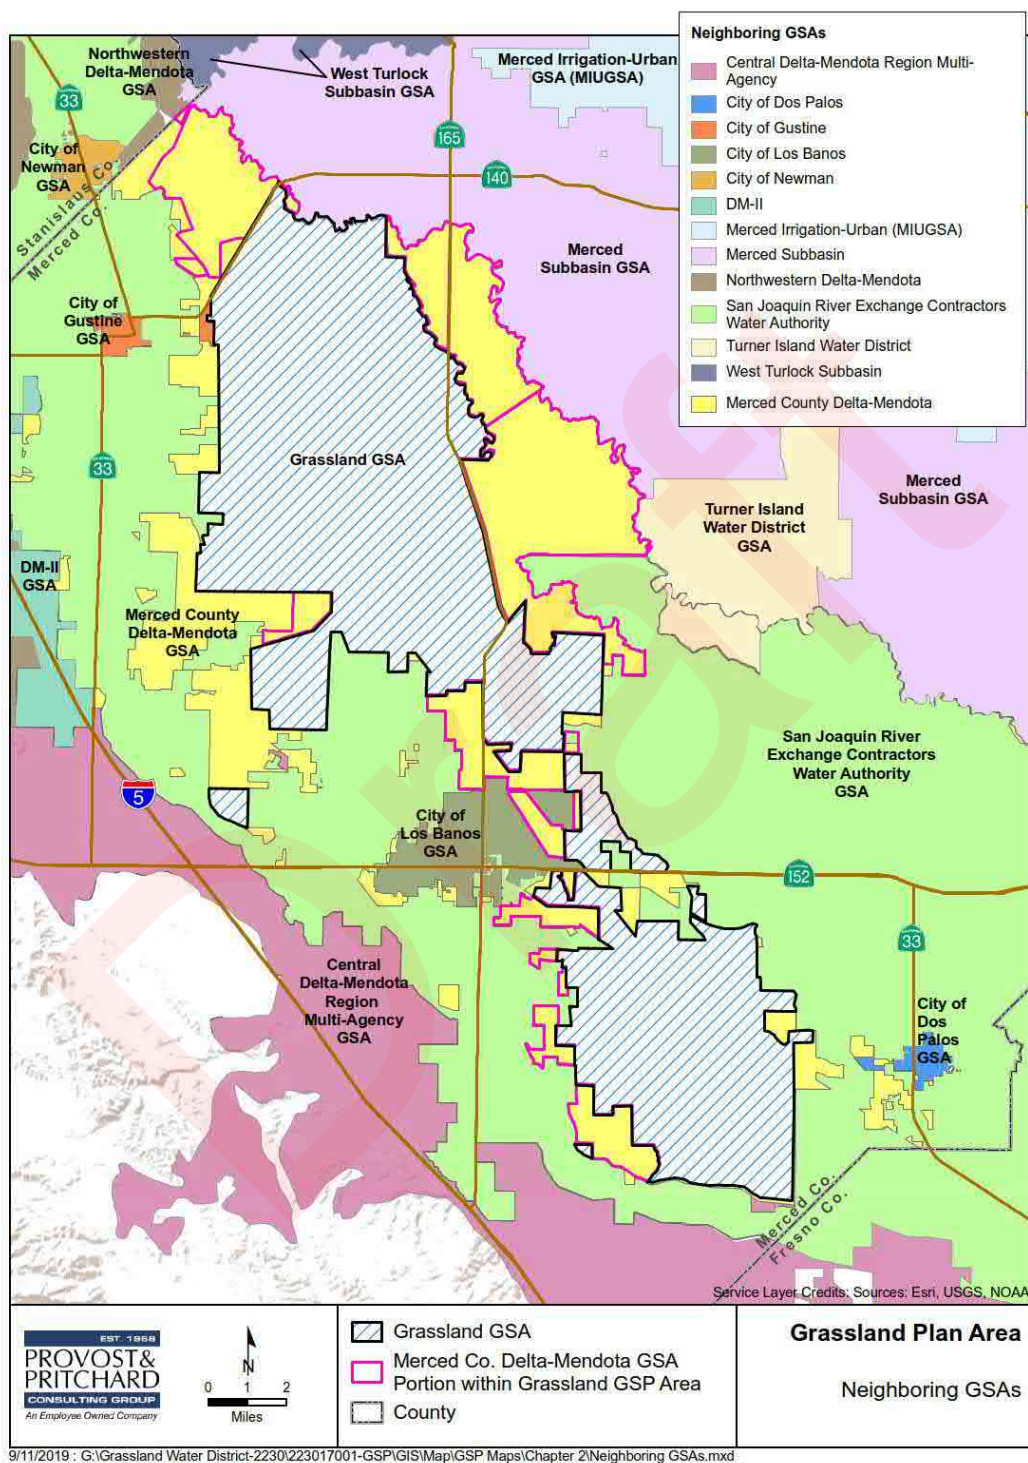 Neighboring GSAs
Central Delta-Mendota Region Multi-
Agency
City of Dos Palos
City of Gustine
City of Los Banos
City of Newman
DM-II
Merced Irrigation-Urban (MIUGSA)
Merced Subbasin
Northwestern Delta-Mendota
San Joaquin River Exchange Contractors
Water Authority
Turner Island Water District
West Turlock Subbasin
Merced County Delta-Mendota
Northwestern
Delta-Mendota
GSA
West Turlock
Subbasin GSA
Merced Irrigation-Urban
GSA (MIUGSA)
33
165
140
City of
Newman
GSA
Stanislaus Co.
Merced Co.
Merced
Subbasin GSA
City of
Gustine
GSA
33
Grassland GSA
Merced
Subbasin GSA
Turner Island
Water District
GSA
DM-II
GSA
Merced County
Delta-Mendota
GSA
San Joaquin River
Exchange Contractors
Water Authority
GSA
5
City of
Los Banos
GSA
152
33
Central
Delta-Mendota
Region
Multi-Agency
GSA
City of
Dos
Palos
GSA
Merced Co.
Fresno Co.
Draft
Service Layer Credits: Sources: Esri, USGS, NOAA
EST. 1968
PROVOST&
PRITCHARD
CONSULTING GROUP
An Employee Owned Company
N
0 1 2
Miles
Grassland GSA
Merced Co. Delta-Mendota GSA
Portion within Grassland GSP Area
County
Grassland Plan Area
Neighboring GSAs
9/11/2019 : G:\Grassland Water District-2230\223017001-GSP\GIS\Map\GSP Maps\Chapter 2\Neighboring GSAs.mxd